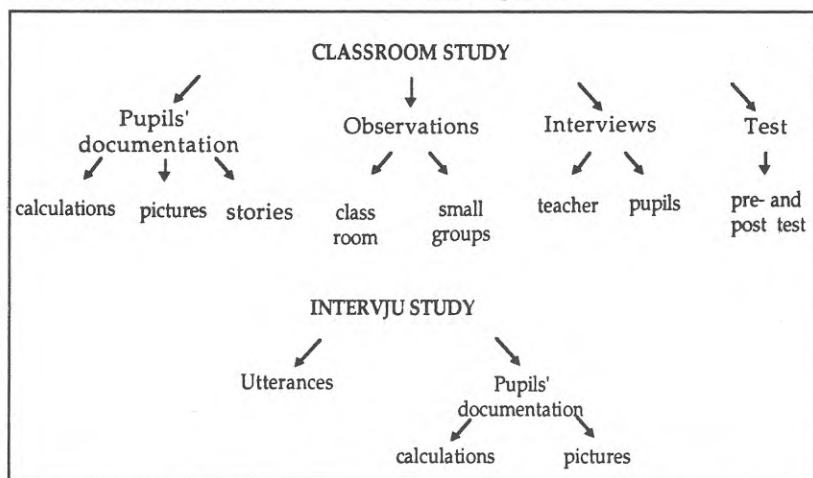 CLASSROOM STUDY
Pupils' documentation
Observations
Interviews
Test
calculations
pictures
stories
class room
small groups
teacher
pupils
pre- and post test
INTERVJU STUDY
Utterances
Pupils' documentation
calculations
pictures